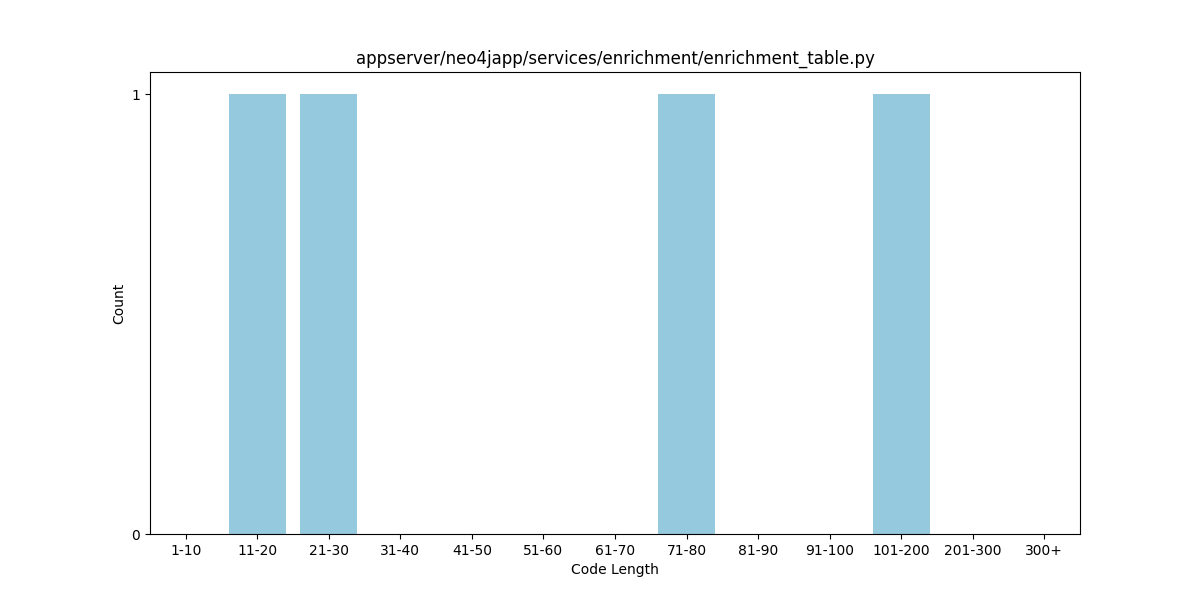 appserver/neo4japp/services/enrichment/enrichment_table.py
1
Count
0
1-10 11-20 21-30 31-40 41-50 51-60 61-70 71-80 81-90 91-100 101-200 201-300 300+
Code Length